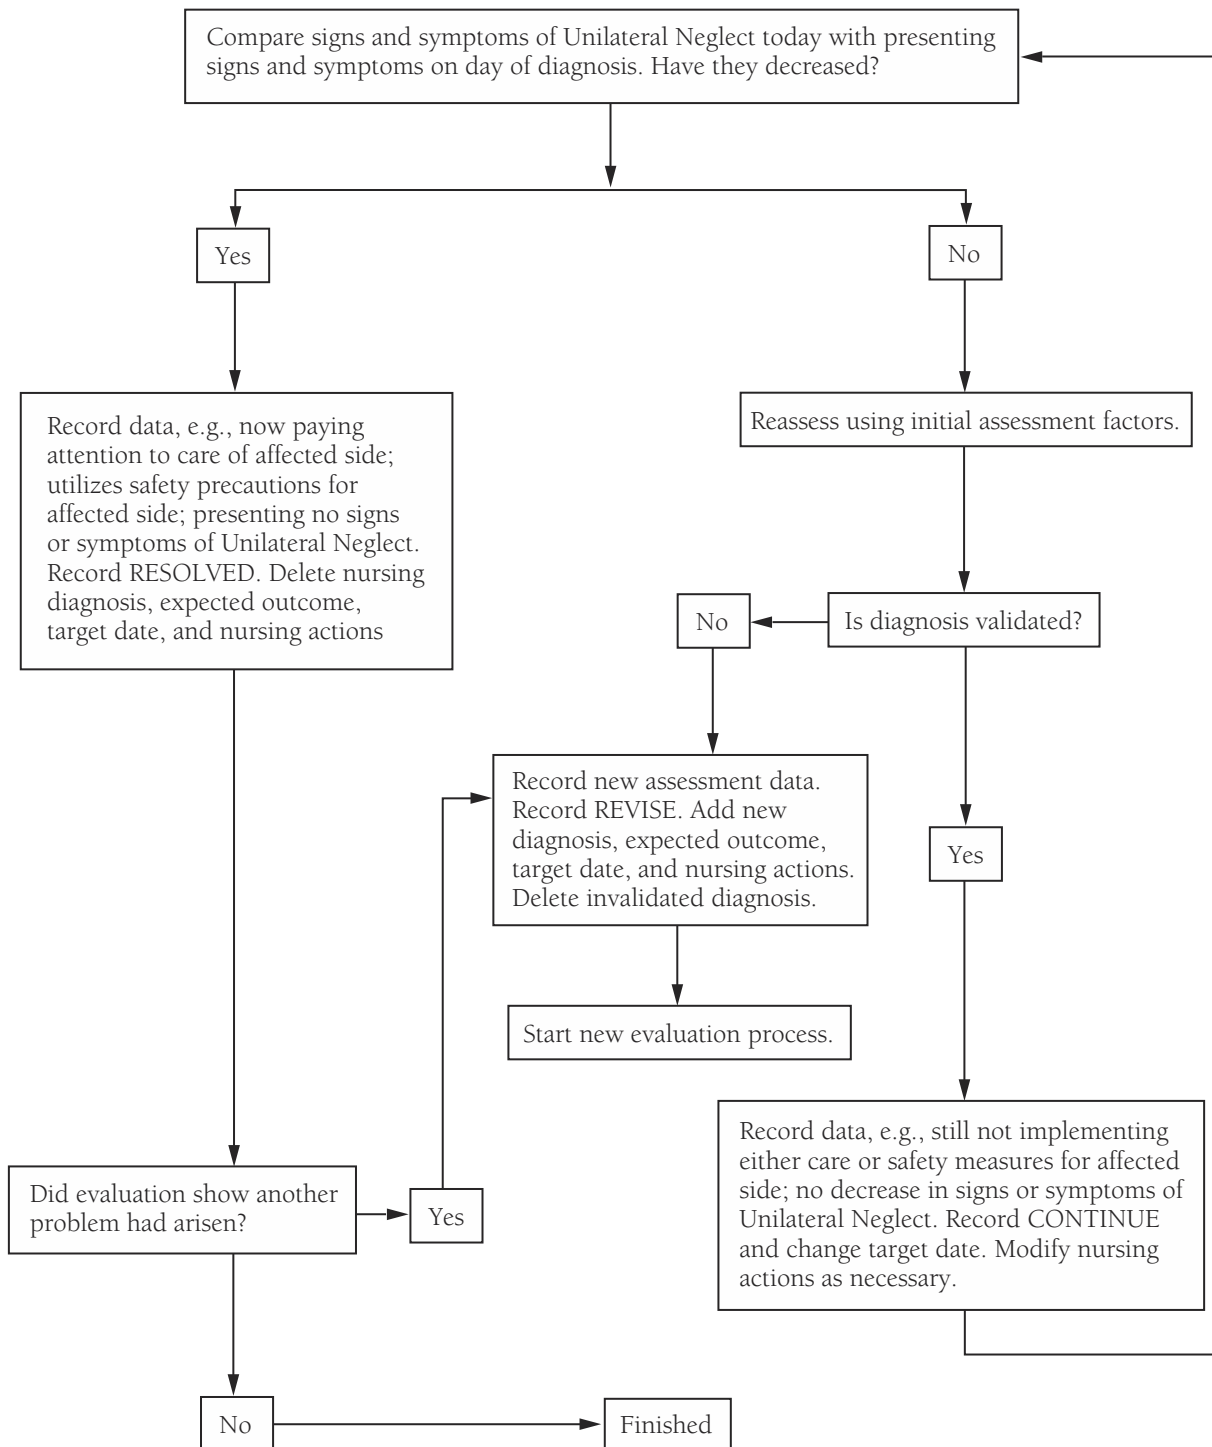 Compare signs and symptoms of Unilateral Neglect today with presenting
signs and symptoms on day of diagnosis. Have they decreased?
Yes
No
Record data, e.g., now paying
attention to care of affected side;
utilizes safety precautions for
affected side; presenting no signs
or symptoms of Unilateral Neglect.
Record RESOLVED. Delete nursing
diagnosis, expected outcome,
target date, and nursing actions
Reassess using initial assessment factors.
No
Is diagnosis validated?
Record new assessment data.
Record REVISE. Add new
diagnosis, expected outcome,
target date, and nursing actions.
Delete invalidated diagnosis.
Yes
Start new evaluation process.
Record data, e.g., still not implementing
either care or safety measures for affected
side; no decrease in signs or symptoms of
Unilateral Neglect. Record CONTINUE
and change target date. Modify nursing
actions as necessary.
Did evaluation show another
problem had arisen?
Yes
No
Finished